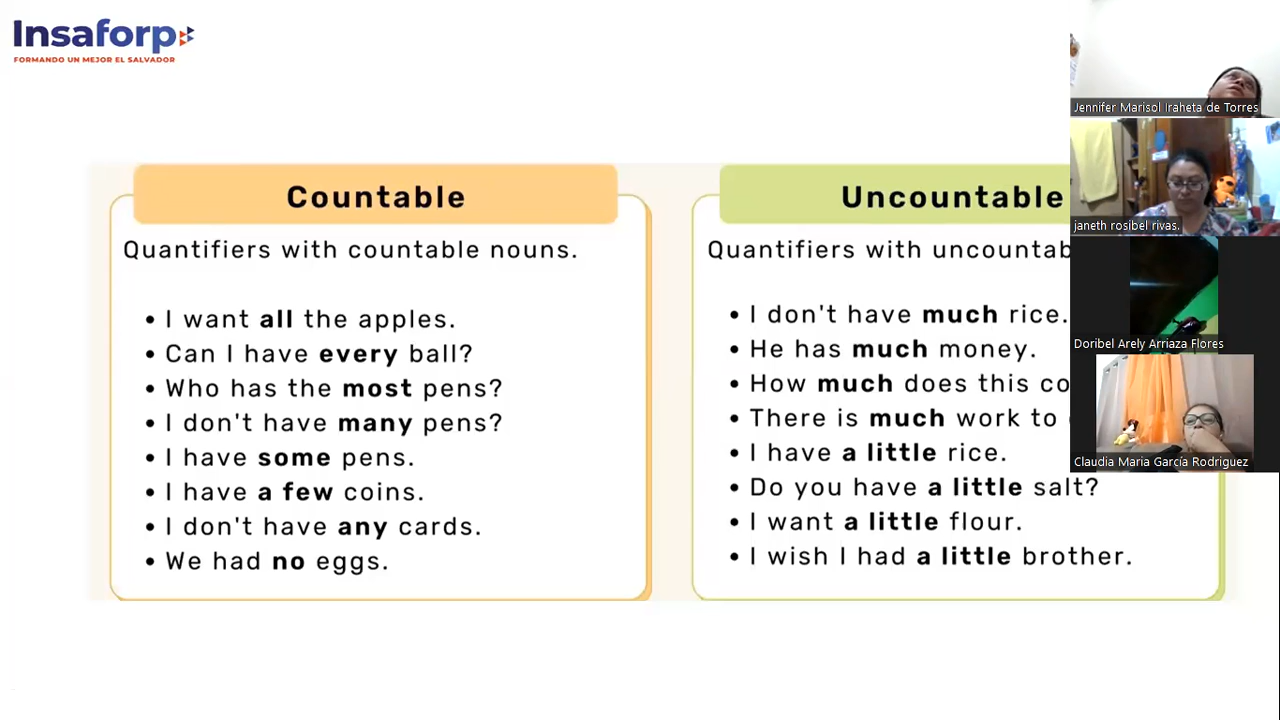 Insaforp
FORMANDO UN MEJOR EL SALVADOR
Countable
Quantifiers with countable nouns.
• I want all the apples.
• Can I have every ball?
• Who has the most pens?
• I don't have many pens?
• I have some pens.
• I have a few coins.
• I don't have any cards.
• We had no eggs.
Uncountable
Quantifiers with uncountab
• I don't have much rice.
• He has much money.
• How much does this co
• There is much work to
• I have a little rice.
• Do you have a little salt?
• I want a little flour.
• I wish I had a little brother.
Jennifer Marisol Iraheta de Torres
janeth rosibel rivas.
Doribel Arely Arriaza Flores
Claudia Maria García Rodriguez